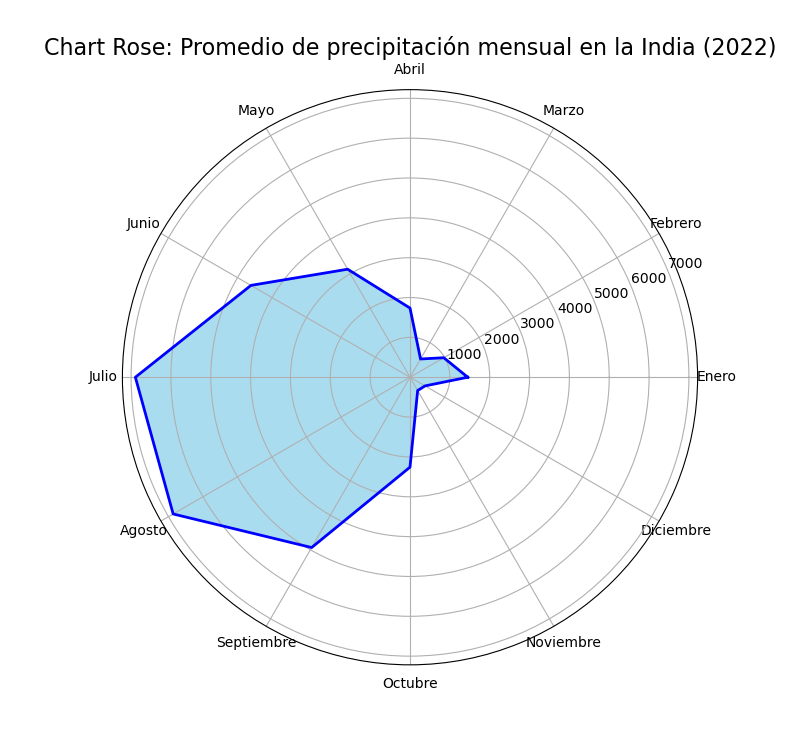 Chart Rose: Promedio de precipitación mensual en la India (2022)
Abril
Mayo
Marzo
Junio
Febrero
7000
6000
5000
4000
3000
2000
1000
Julio
Enero
Agosto
Diciembre
Septiembre
Noviembre
Octubre